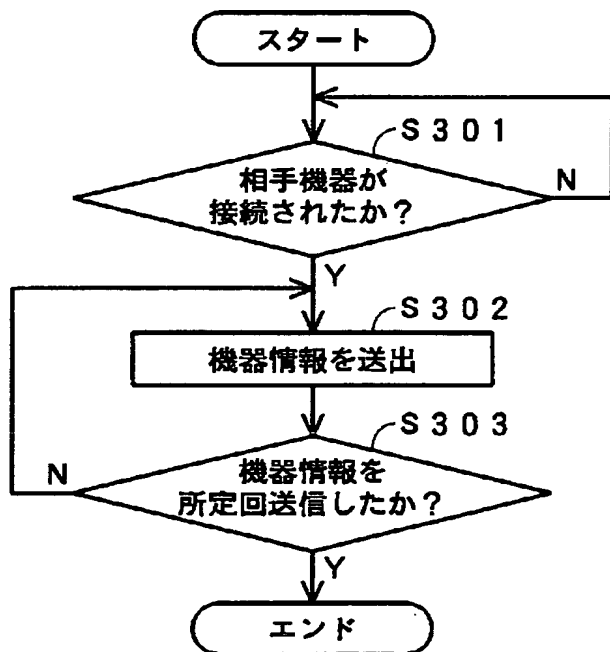 スタート
S301
相手機器が
接続されたか？
N
Y
S302
機器情報を送出
S303
機器情報を
所定回送信したか？
N
Y
エンド